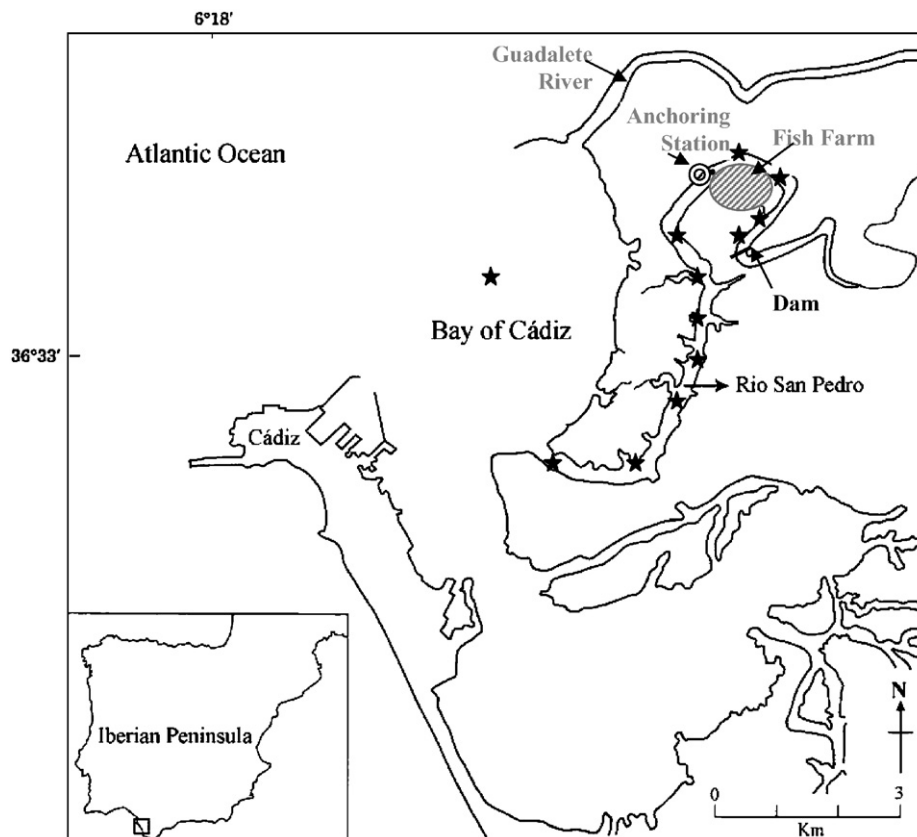 6°18'
Guadalete
River
Anchoring
Station
Fish Farm
Atlantic Ocean
Dam
Bay of Cádiz
36°33'
Rio San Pedro
Cádiz
N
Iberian Peninsula
0 3
Km